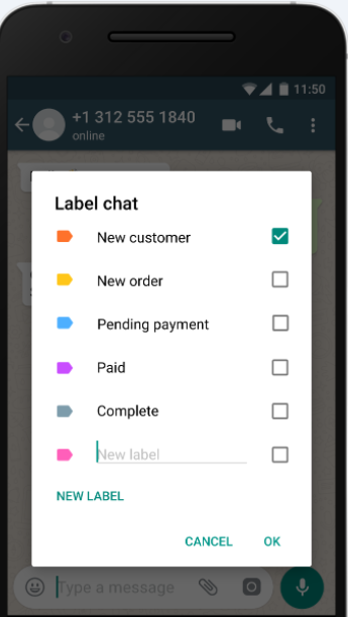 11:50
+1 312 555 1840
online
Label chat
New customer
New order
Pending payment
Paid
Complete
New label
NEW LABEL
CANCEL
OK
Type a message